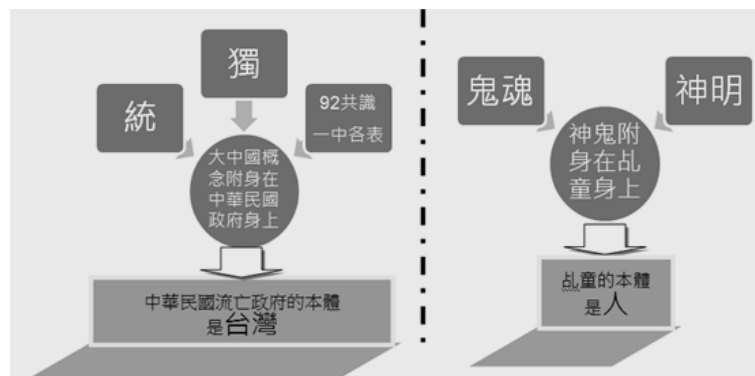 統
獨
92共識
一中各表
大中國概
念附身在
中華民國
政府身上
中華民國流亡政府的本體
是台灣
鬼魂
神明
神鬼附
身在乩
童身上
乩童的本體
是人